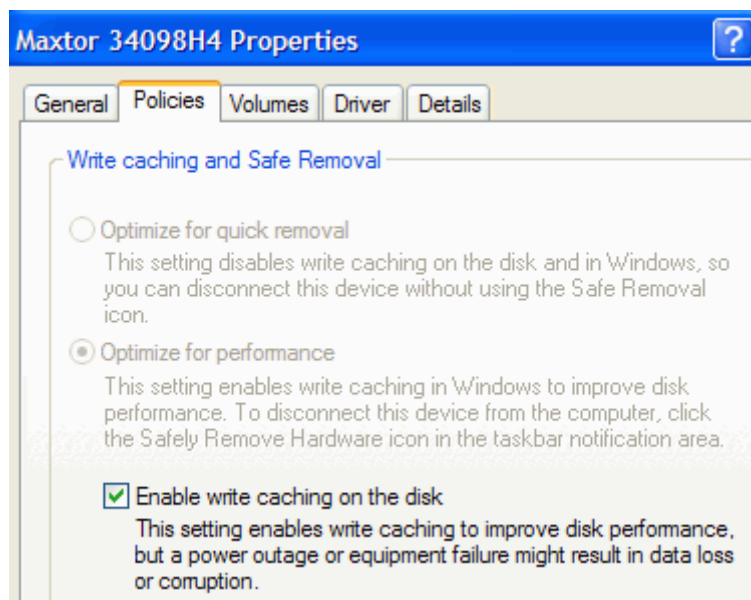 Maxtor 34098H4 Properties ?
General Policies Volumes Driver Details
Write caching and Safe Removal
Optimize for quick removal
This setting disables write caching on the disk and in Windows, so
you can disconnect this device without using the Safe Removal
icon.
Optimize for performance
This setting enables write caching in Windows to improve disk
performance. To disconnect this device from the computer, click
the Safely Remove Hardware icon in the taskbar notification area.
Enable write caching on the disk
This setting enables write caching to improve disk performance,
but a power outage or equipment failure might result in data loss
or corruption.